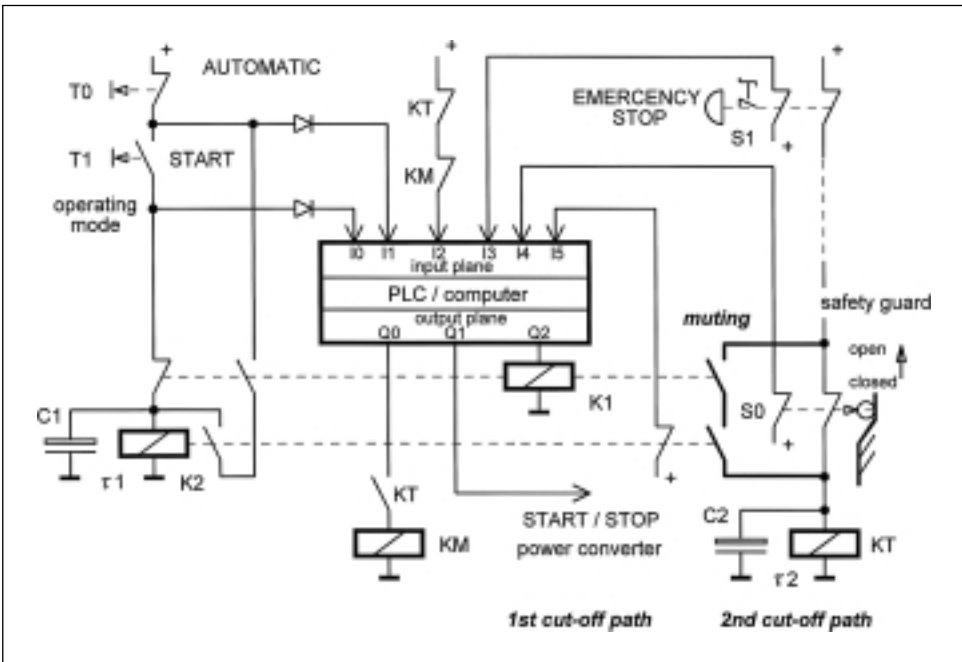 +
T0
AUTOMATIC
T1
START
operating
mode
+
KT
KM
EMERGENCY
STOP
S1
+
+
I0 I1 I2 I3 I4 I5
input plane
PLC / computer
output plane
Q0 Q1 Q2
K1
muting
safety guard
open
closed
S0
+
C1
τ1
K2
+
KT
KM
START / STOP
power converter
C2
τ2
KT
1st cut-off path
2nd cut-off path